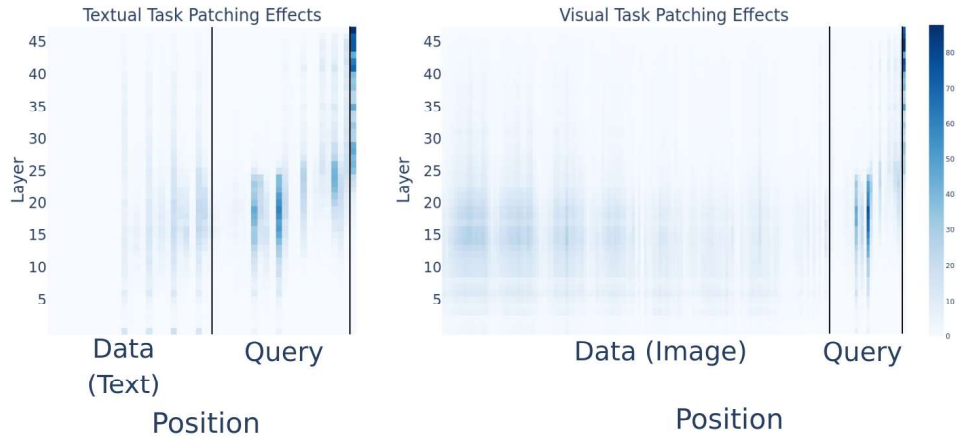 Textual Task Patching Effects
45
40
35
30
25
20
15
10
5
Layer
Data
(Text)
Query
Position
Visual Task Patching Effects
45
40
35
30
25
20
15
10
5
Layer
Data (Image)
Query
Position
80
70
60
50
40
30
20
10
0